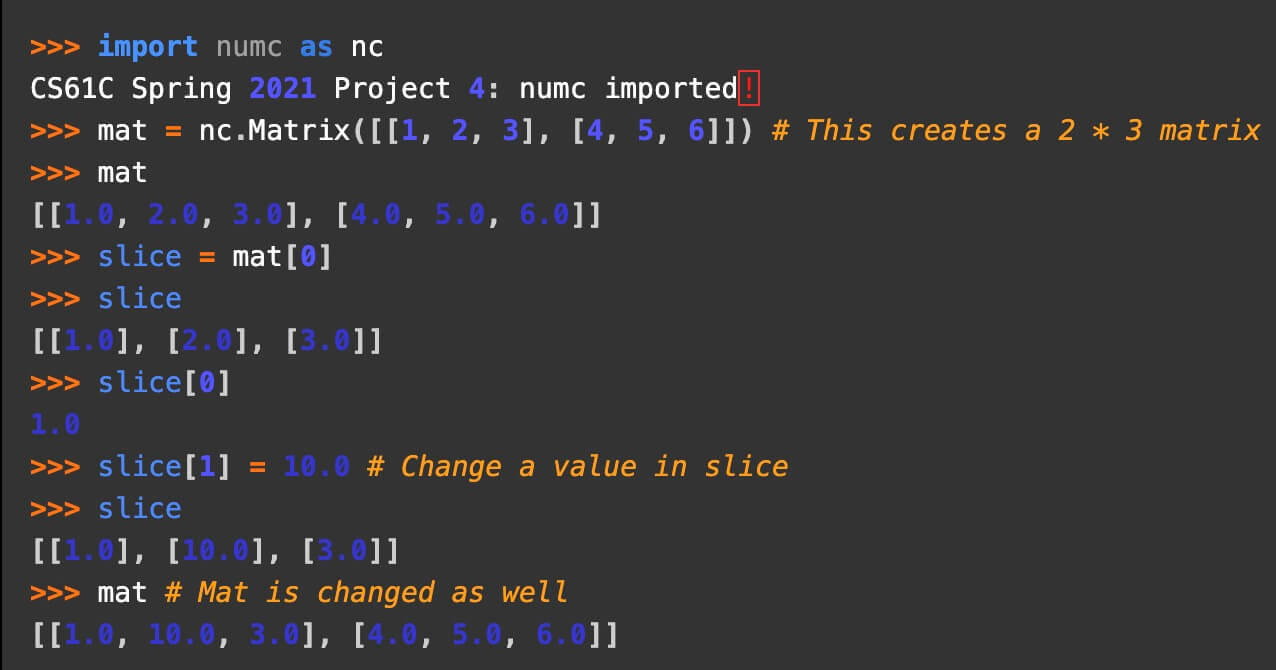 >>> import numc as nc
CS61C Spring 2021 Project 4: numc imported!
>>> mat = nc.Matrix([[1, 2, 3], [4, 5, 6]]) # This creates a 2 * 3 matrix
>>> mat
[[1.0, 2.0, 3.0], [4.0, 5.0, 6.0]]
>>> slice = mat[0]
>>> slice
[[1.0], [2.0], [3.0]]
>>> slice[0]
1.0
>>> slice[1] = 10.0 # Change a value in slice
>>> slice
[[1.0], [10.0], [3.0]]
>>> mat # Mat is changed as well
[[1.0, 10.0, 3.0], [4.0, 5.0, 6.0]]